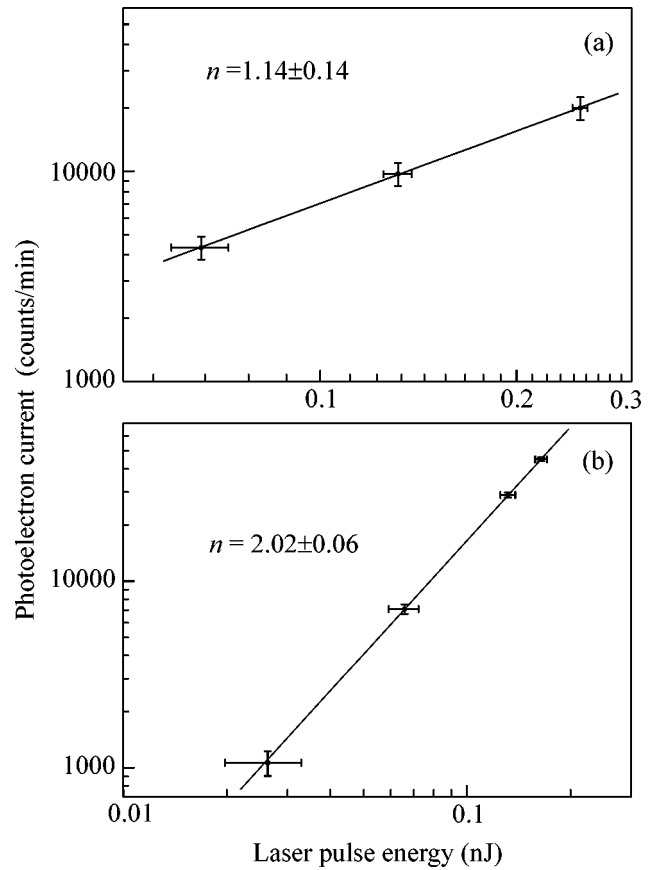 (a)
n =1.14±0.14
10000
1000
0.1 0.2 0.3
Photoelectron current (counts/min)
(b)
n = 2.02±0.06
10000
1000
0.01 0.1
Laser pulse energy (nJ)